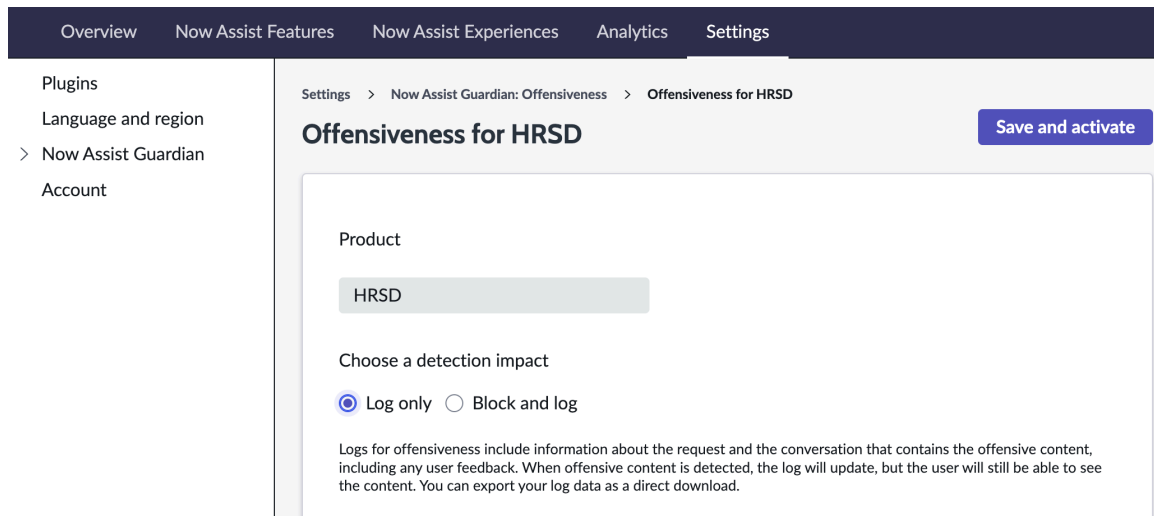 Overview Now Assist Features Now Assist Experiences Analytics Settings
Plugins
Language and region
Now Assist Guardian
Account
Settings > Now Assist Guardian: Offensiveness > Offensiveness for HRSD
Offensiveness for HRSD
Save and activate
Product
HRSD
Choose a detection impact
Log only Block and log
Logs for offensiveness include information about the request and the conversation that contains the offensive content,
including any user feedback. When offensive content is detected, the log will update, but the user will still be able to see
the content. You can export your log data as a direct download.